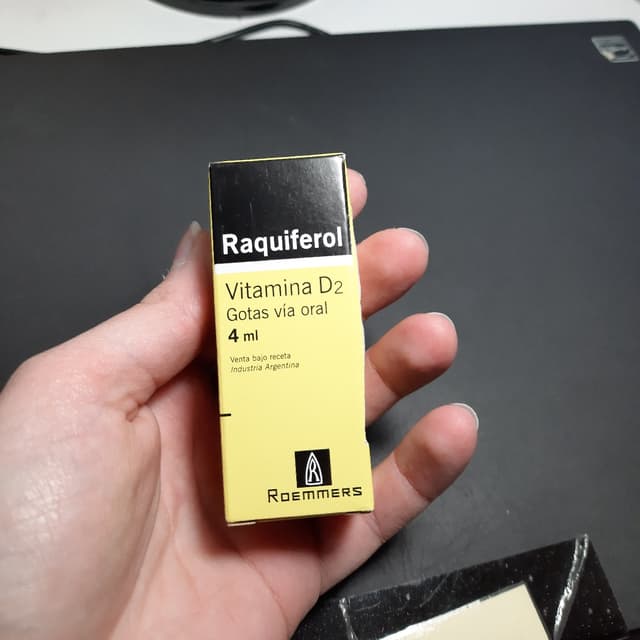 Raquiferol
Vitamina D2
Gotas vía oral
4 ml
Venta bajo receta
Industria Argentina
ROEMMERS